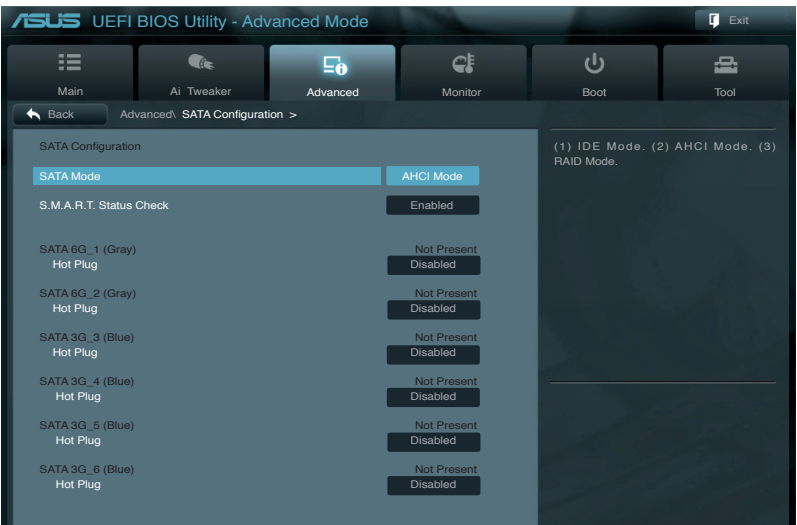 ASUS UEFI BIOS Utility - Advanced Mode
Exit
Main
Ai Tweaker
Advanced
Monitor
Boot
Tool
Back
Advanced\ SATA Configuration >
SATA Configuration
SATA Mode AHCI Mode
S.M.A.R.T. Status Check Enabled
SATA 6G_1 (Gray) Not Present
Hot Plug Disabled
SATA 6G_2 (Gray) Not Present
Hot Plug Disabled
SATA 3G_3 (Blue) Not Present
Hot Plug Disabled
SATA 3G_4 (Blue) Not Present
Hot Plug Disabled
SATA 3G_5 (Blue) Not Present
Hot Plug Disabled
SATA 3G_6 (Blue) Not Present
Hot Plug Disabled
(1) IDE Mode. (2) AHCI Mode. (3)
RAID Mode.